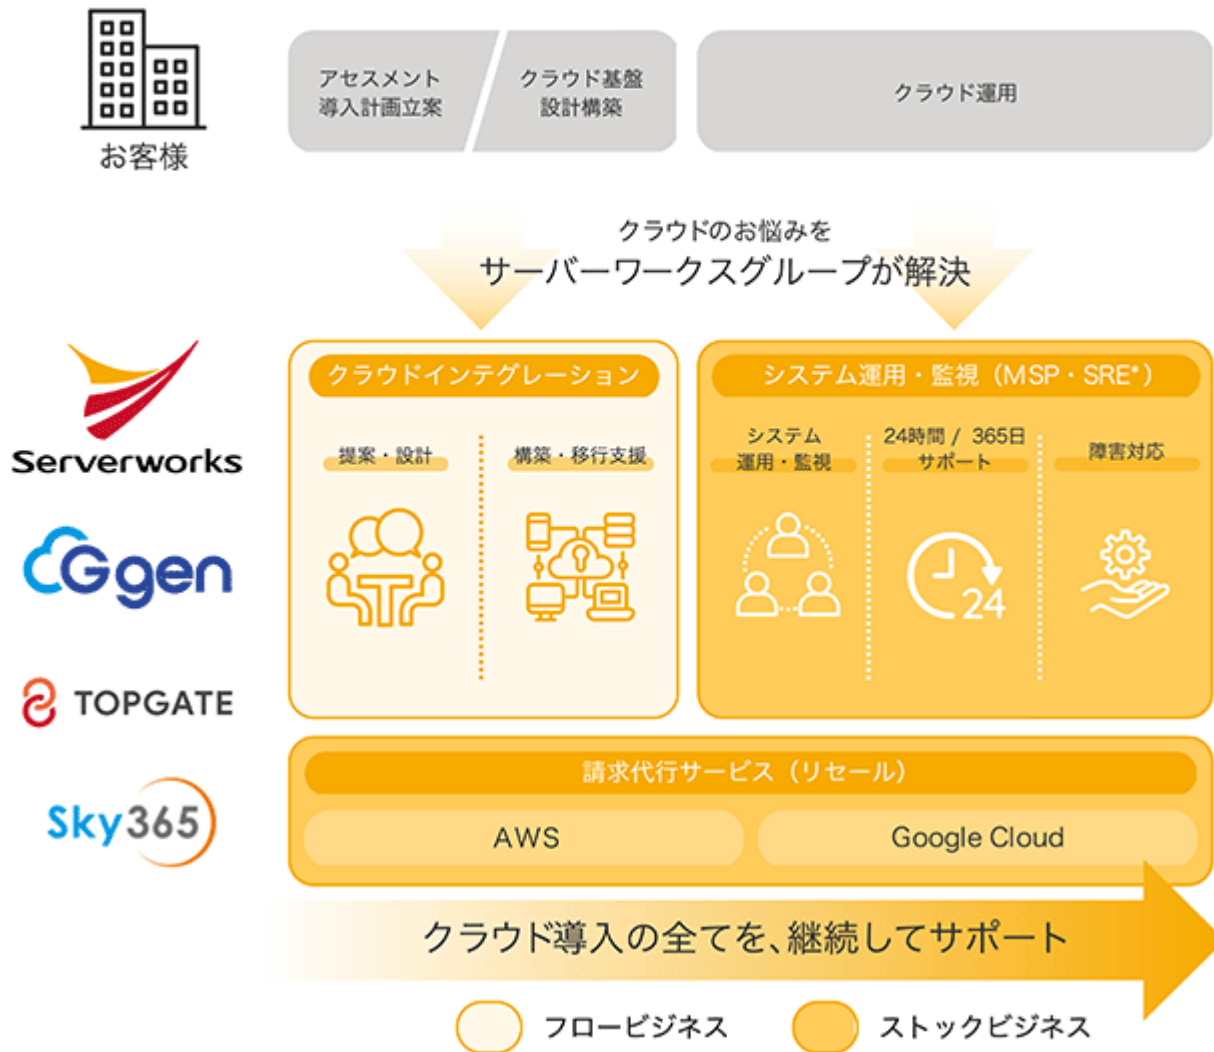 お客様
アセスメント
導入計画立案
クラウド基盤
設計構築
クラウド運用
クラウドのお悩みを
サーバーワークスグループが解決
Serverworks
Ggen
TOPGATE
Sky365
クラウドインテグレーション
提案・設計
構築・移行支援
システム運用・監視（MSP・SRE*）
システム
運用・監視
24時間 / 365日
サポート
24
障害対応
請求代行サービス（リセール）
AWS
Google Cloud
クラウド導入の全てを、継続してサポート
フロービジネス
ストックビジネス